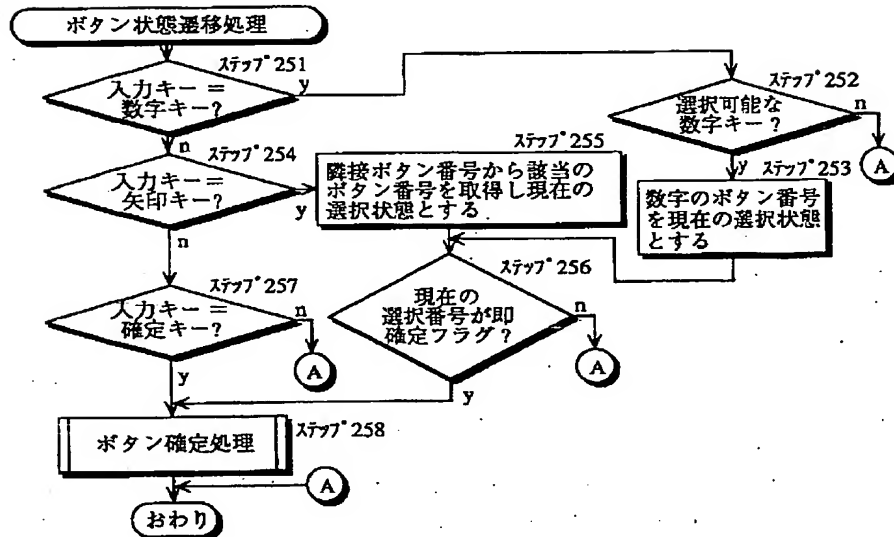 ボタン状態遷移処理
ステップ251
入力キー＝
数字キー？
y
n
ステップ252
選択可能な
数字キー？
n
A
y
ステップ253
数字のボタン番号
を現在の選択状態
とする
ステップ254
入力キー＝
矢印キー？
y
n
ステップ255
隣接ボタン番号から該当の
ボタン番号を取得し現在の
選択状態とする
ステップ256
現在の
選択番号が即
確定フラグ？
n
A
y
ステップ257
入力キー＝
確定キー？
n
A
y
ステップ258
ボタン確定処理
A
おわり